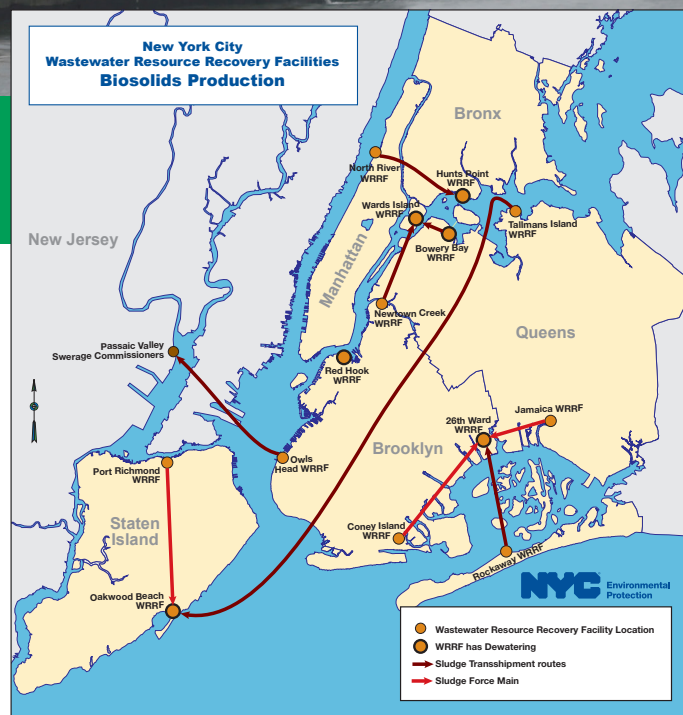 New York City
Wastewater Resource Recovery Facilities
Biosolids Production
Bronx
North River
WRRF
Hunts Point
WRRF
Wards Island
WRRF
Tallmans Island
WRRF
Bowery Bay
WRRF
New Jersey
Manhattan
Newtown Creek
WRRF
Queens
Passaic Valley
Swerage Commissioners
Red Hook
WRRF
Jamaica WRRF
26th Ward
WRRF
Brooklyn
Owls
Head WRRF
Port Richmond
WRRF
Staten
Island
Coney Island
WRRF
Rockaway WRRF
Oakwood Beach
WRRF
NYC Environmental
Protection
Wastewater Resource Recovery Facility Location
WRRF has Dewatering
Sludge Transshipment routes
Sludge Force Main